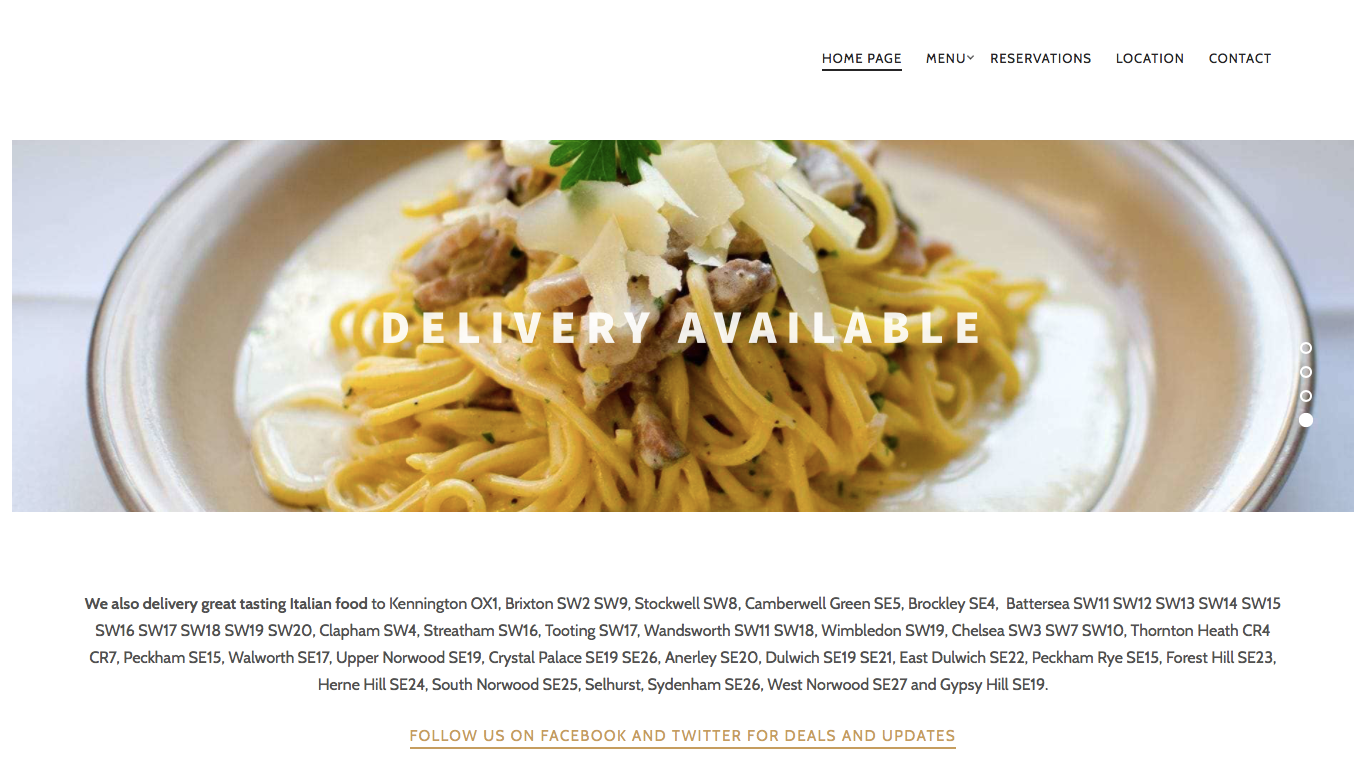 HOME PAGE MENU RESERVATIONS LOCATION CONTACT
DELIVERY AVAILABLE
We also delivery great tasting Italian food to Kennington OX1, Brixton SW2 SW9, Stockwell SW8, Camberwell Green SE5, Brockley SE4, Battersea SW11 SW12 SW13 SW14 SW15
SW16 SW17 SW18 SW19 SW20, Clapham SW4, Streatham SW16, Tooting SW17, Wandsworth SW11 SW18, Wimbledon SW19, Chelsea SW3 SW7 SW10, Thornton Heath CR4
CR7, Peckham SE15, Walworth SE17, Upper Norwood SE19, Crystal Palace SE19 SE26, Anerley SE20, Dulwich SE19 SE21, East Dulwich SE22, Peckham Rye SE15, Forest Hill SE23,
Herne Hill SE24, South Norwood SE25, Selhurst, Sydenham SE26, West Norwood SE27 and Gypsy Hill SE19.
FOLLOW US ON FACEBOOK AND TWITTER FOR DEALS AND UPDATES